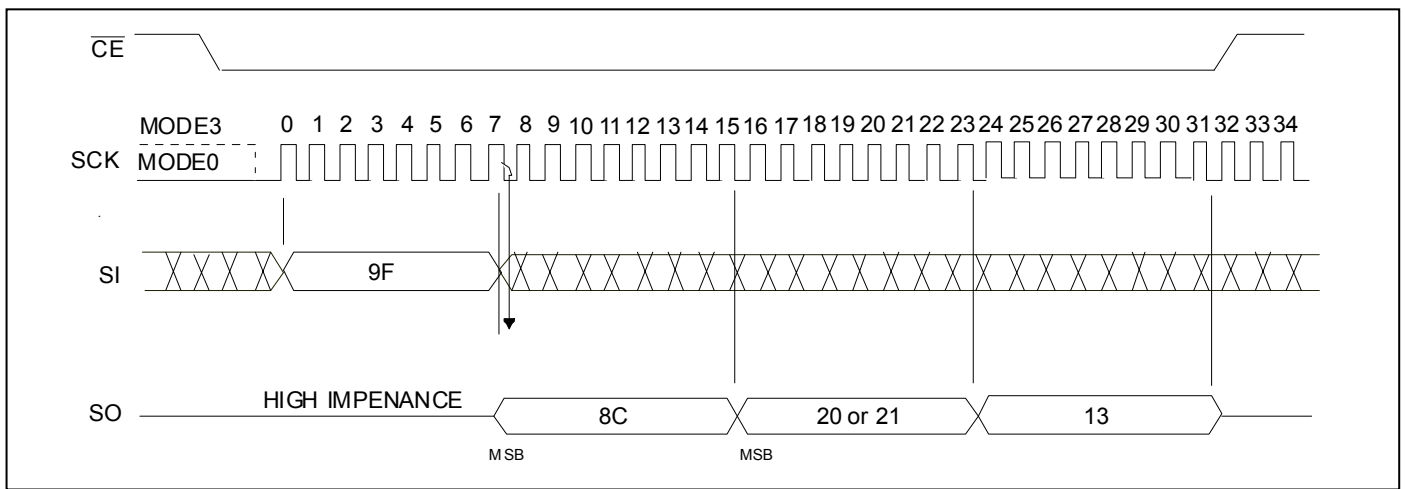 CE
MODE3 0 1 2 3 4 5 6 7 8 9 10 11 12 13 14 15 16 17 18 19 20 21 22 23 24 25 26 27 28 29 30 31 32 33 34
SCK MODE0
SI 9F
HIGH IMPENANCE
SO 8C 20 or 21 13
MSB MSB